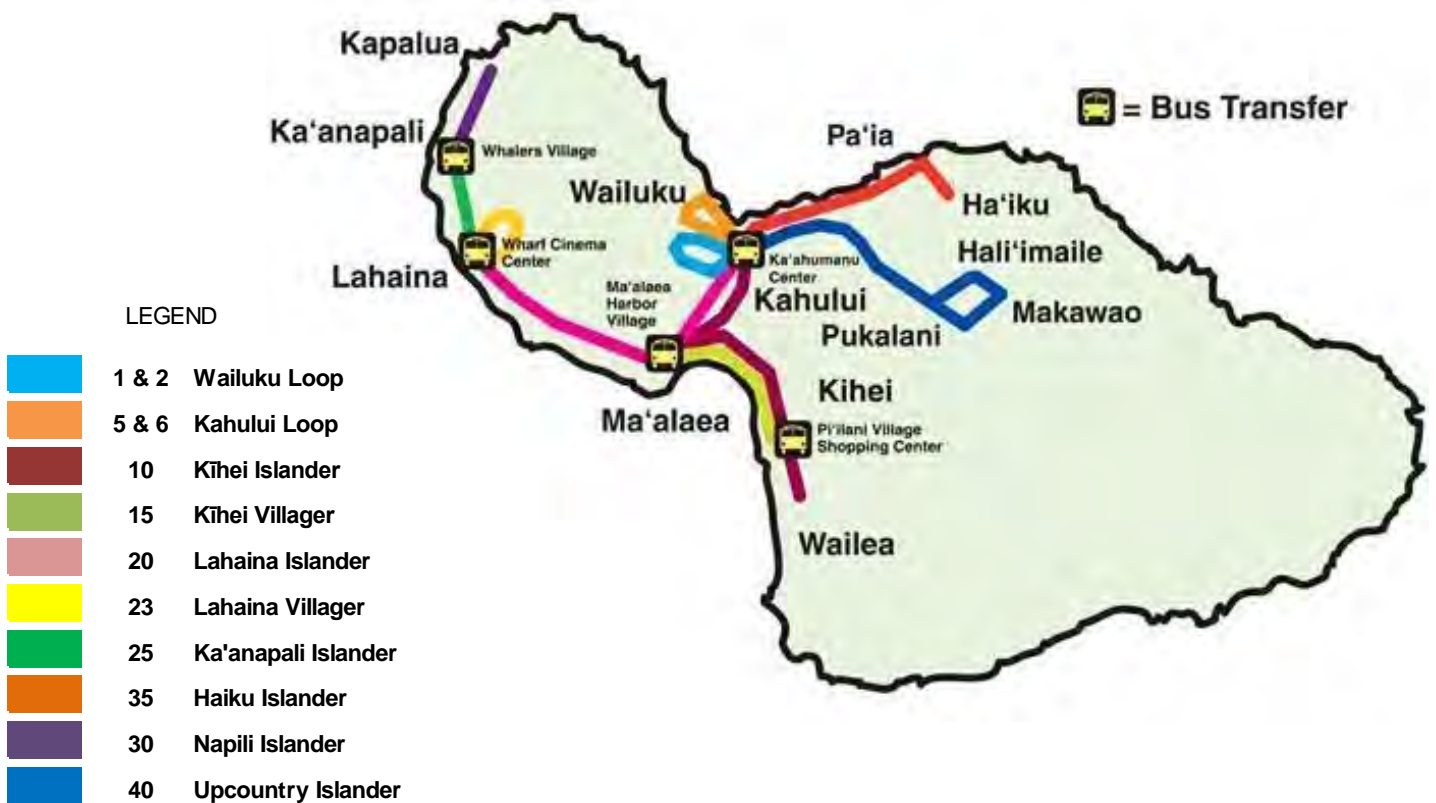 Kapalua
= Bus Transfer
Ka‘anapali
Whalers Village
Pa‘ia
Wailuku
Ha‘iku
Wharf Cinema
Center
Hali‘imaile
Ka‘ahumanu
Center
Lahaina
Ma‘alaea
Harbor
Village
Kahului
Makawao
Pukalani
Kihei
Ma‘alaea
Pi‘ilani Village
Shopping Center
Wailea
LEGEND
1 & 2 Wailuku Loop
5 & 6 Kahului Loop
10 Kīhei Islander
15 Kīhei Villager
20 Lahaina Islander
23 Lahaina Villager
25 Ka'anapali Islander
35 Haiku Islander
30 Napili Islander
40 Upcountry Islander